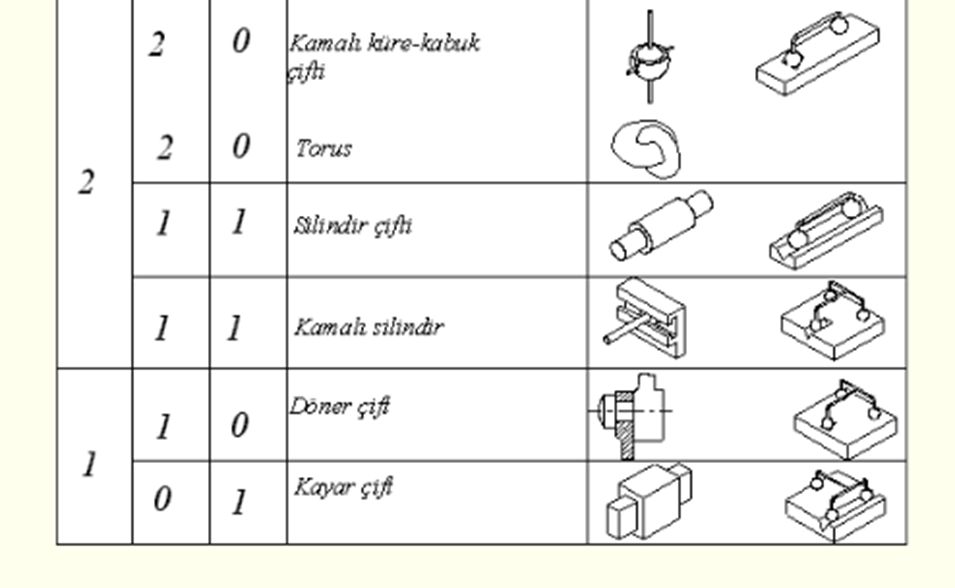 2 0 Kamalı küre-kabuk
çifti
2 0 Torus
2
1 1 Silindir çifti
1 1 Kamalı silindir
1 0 Döner çift
1
0 1 Kayar çift